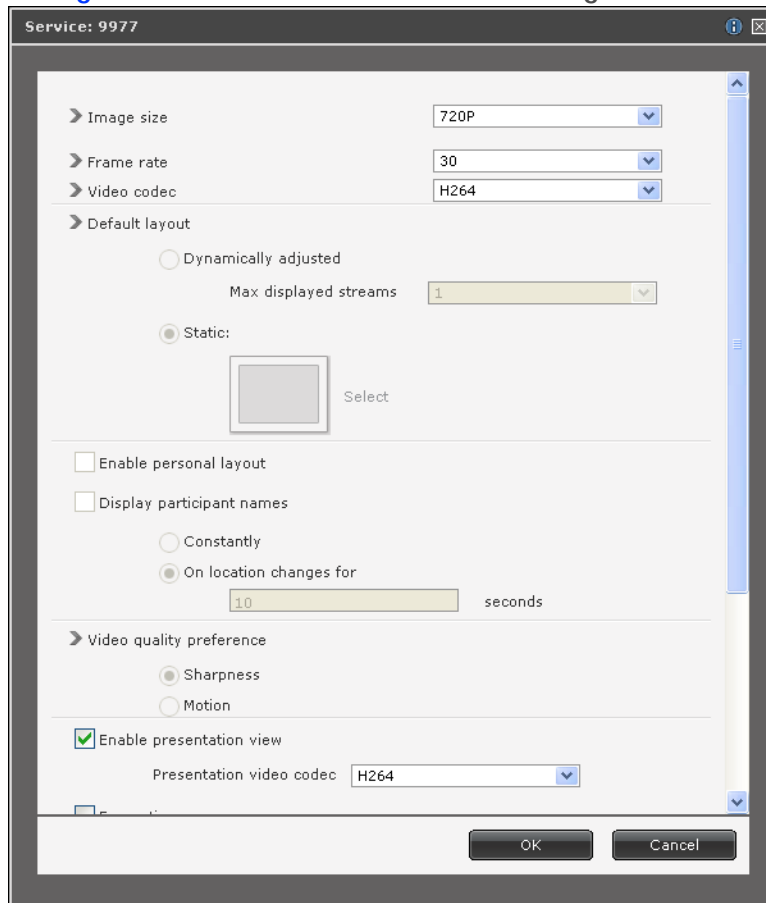 Service: 9977
Image size 720P
Frame rate 30
Video codec H264
Default layout
Dynamically adjusted
Max displayed streams 1
Static:
Select
Enable personal layout
Display participant names
Constantly
On location changes for
10 seconds
Video quality preference
Sharpness
Motion
Enable presentation view
Presentation video codec H264
OK Cancel